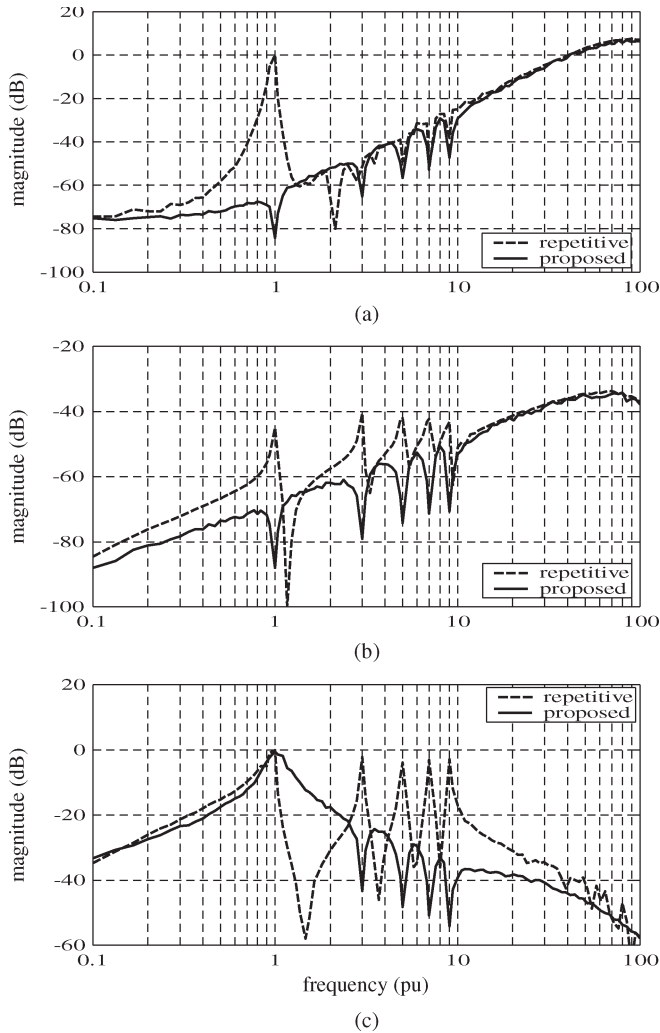 20
0
-20
-40
-60
-80
-100
magnitude (dB)
repetitive
proposed
0.1 1 10 100
(a)
-20
-40
-60
-80
-100
magnitude (dB)
repetitive
proposed
0.1 1 10 100
(b)
20
0
-20
-40
-60
magnitude (dB)
repetitive
proposed
0.1 1 10 100
frequency (pu)
(c)